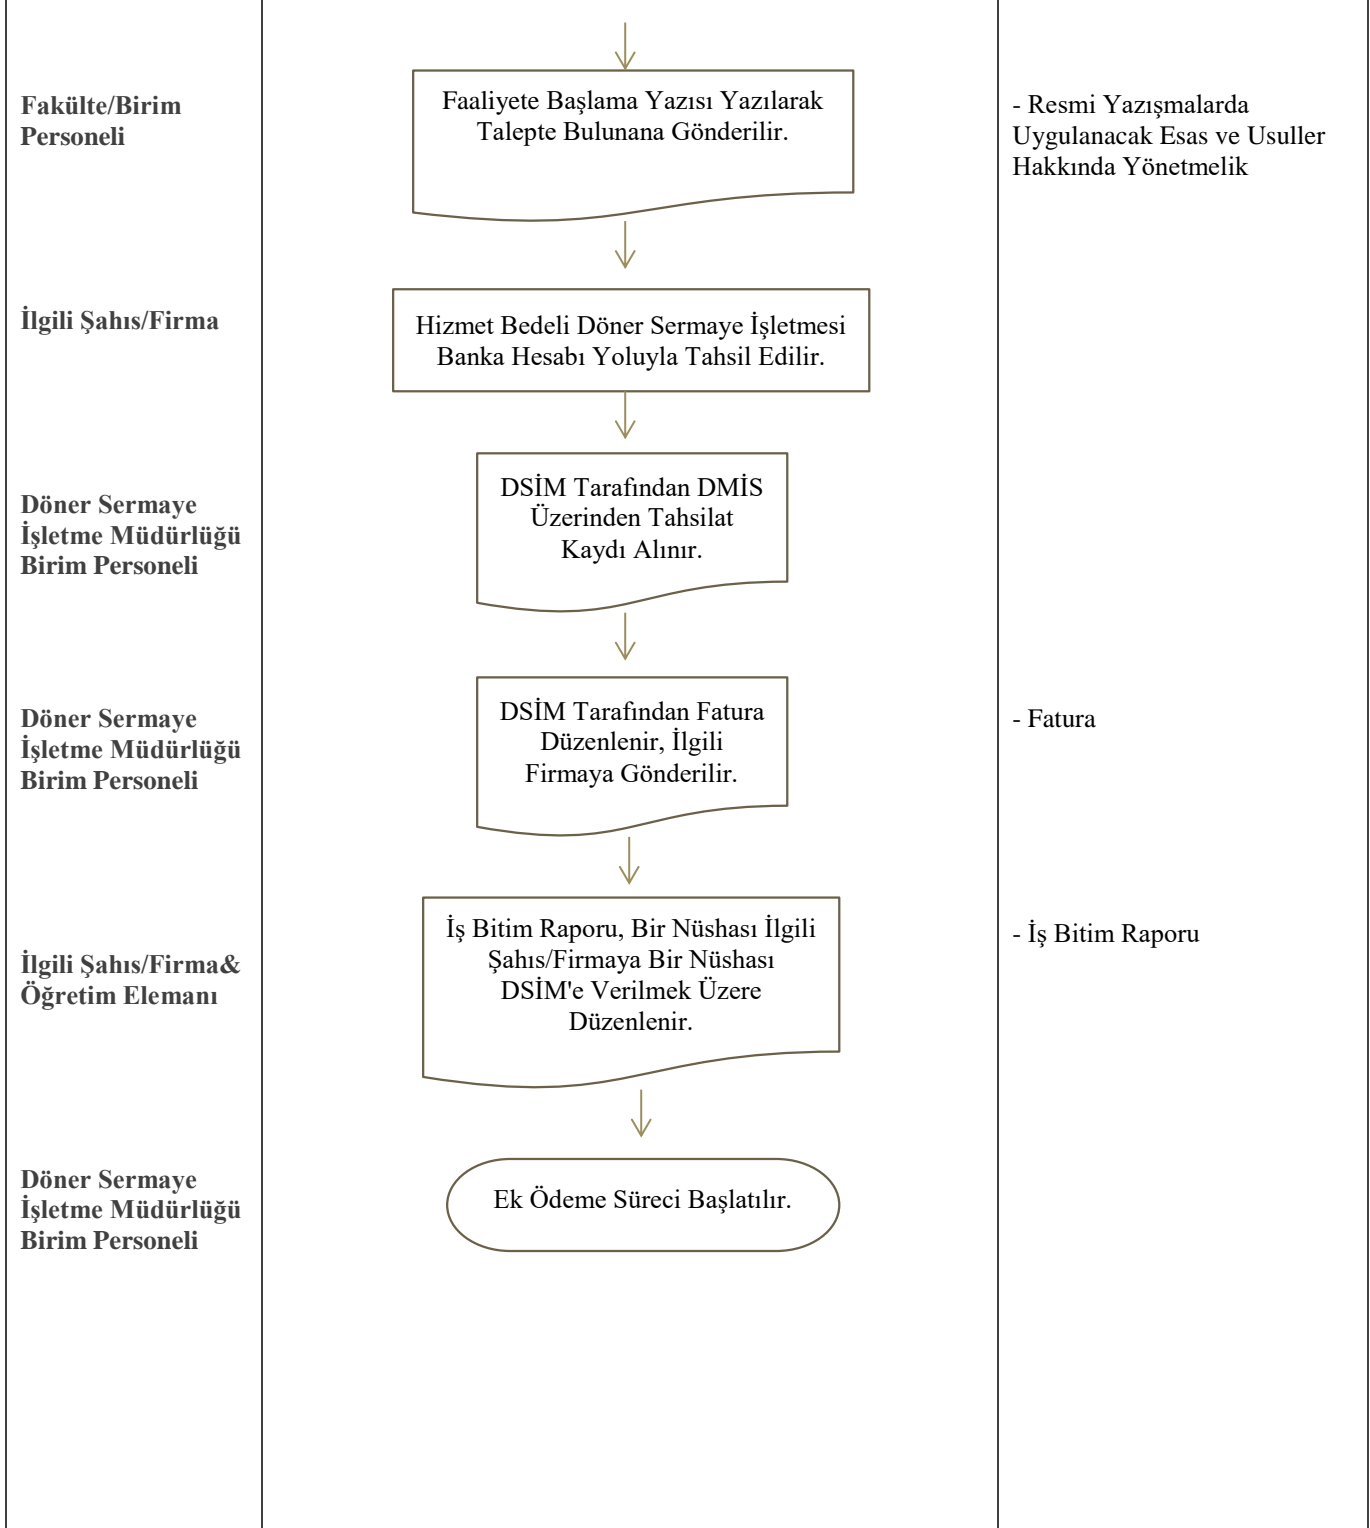 Fakülte/Birim
Personeli
Faaliyete Başlama Yazısı Yazılarak
Talepte Bulunana Gönderilir.
- Resmi Yazışmalarda
Uygulanacak Esas ve Usuller
Hakkında Yönetmelik
İlgili Şahıs/Firma
Hizmet Bedeli Döner Sermaye İşletmesi
Banka Hesabı Yoluyla Tahsil Edilir.
Döner Sermaye
İşletme Müdürlüğü
Birim Personeli
DSİM Tarafından DMİS
Üzerinden Tahsilat
Kaydı Alınır.
Döner Sermaye
İşletme Müdürlüğü
Birim Personeli
DSİM Tarafından Fatura
Düzenlenir, İlgili
Firmaya Gönderilir.
- Fatura
İlgili Şahıs/Firma&
Öğretim Elemanı
İş Bitim Raporu, Bir Nüshası İlgili
Şahıs/Firmaya Bir Nüshası
DSİM'e Verilmek Üzere
Düzenlenir.
- İş Bitim Raporu
Döner Sermaye
İşletme Müdürlüğü
Birim Personeli
Ek Ödeme Süreci Başlatılır.